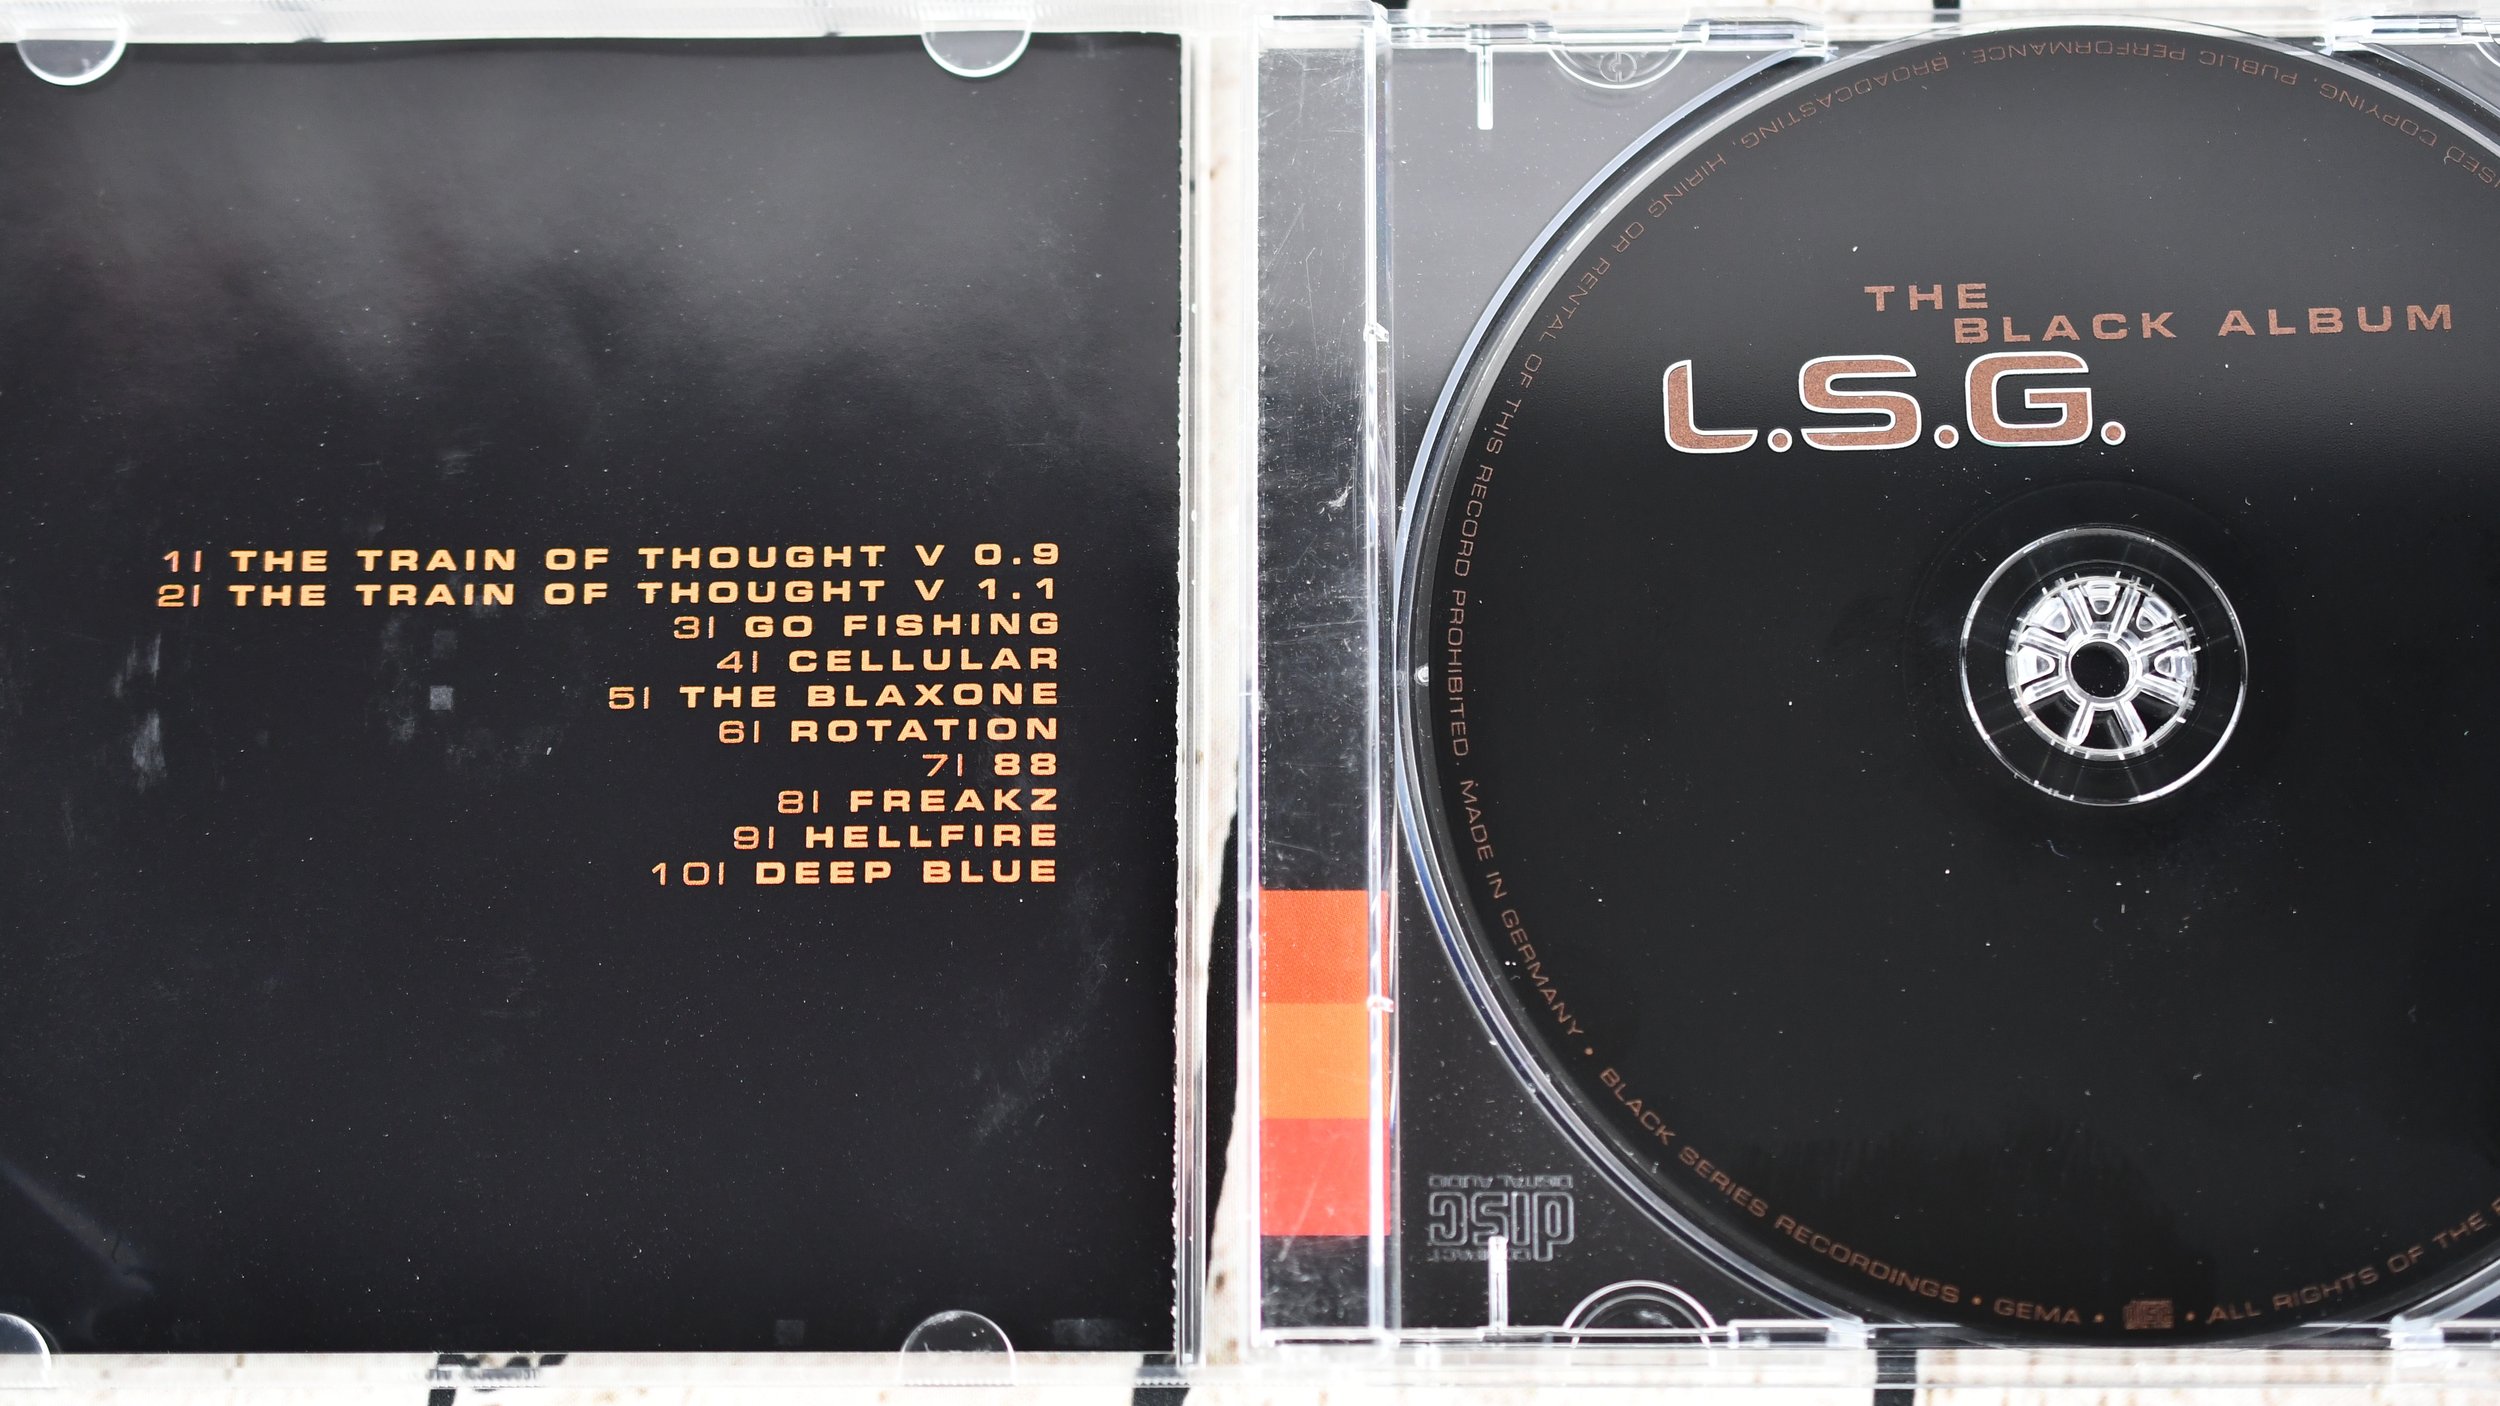 1| THE TRAIN OF THOUGHT V 0.9
2| THE TRAIN OF THOUGHT V 1.1
3| GO FISHING
4| CELLULAR
5| THE BLAXONE
6| ROTATION
7| 88
8| FREAKZ
9| HELLFIRE
10| DEEP BLUE
THE
BLACK ALBUM
L.S.G.
COPYING, PUBLIC PERFORMANCE, BROADCASTING, HIRING OR RENTAL OF THIS RECORD PROHIBITED. MADE IN GERMANY • BLACK SERIES RECORDINGS • GEMA • • ALL RIGHTS OF THE
COMPACT
disc
DIGITAL AUDIO